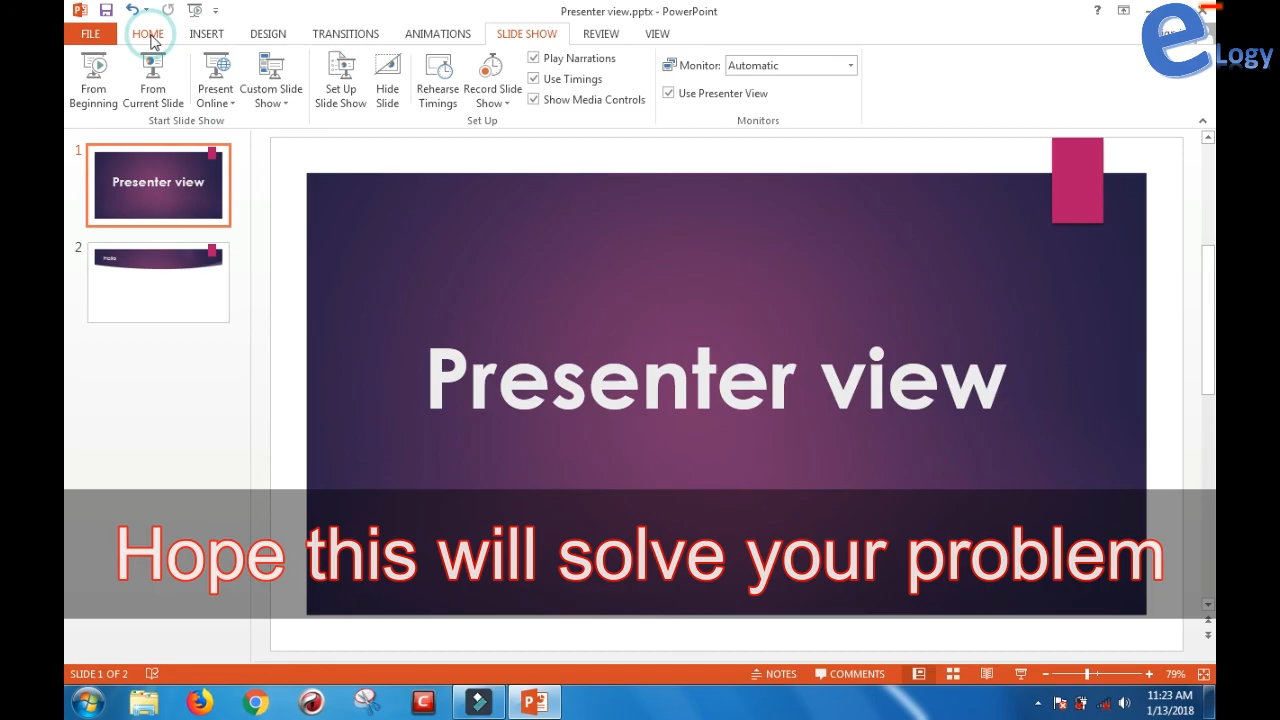 Presenter view.pptx - PowerPoint
?
e Logy
FILE HOME INSERT DESIGN TRANSITIONS ANIMATIONS SLIDE SHOW REVIEW VIEW
From Beginning
From Current Slide
Present Online
Custom Slide Show
Start Slide Show
Set Up Slide Show
Hide Slide
Rehearse Timings
Record Slide Show
Play Narrations
Use Timings
Show Media Controls
Set Up
Monitor: Automatic
Use Presenter View
Monitors
1
Presenter view
2
Hello
Presenter view
Hope this will solve your problem
SLIDE 1 OF 2
NOTES
COMMENTS
79%
11:23 AM
1/13/2018